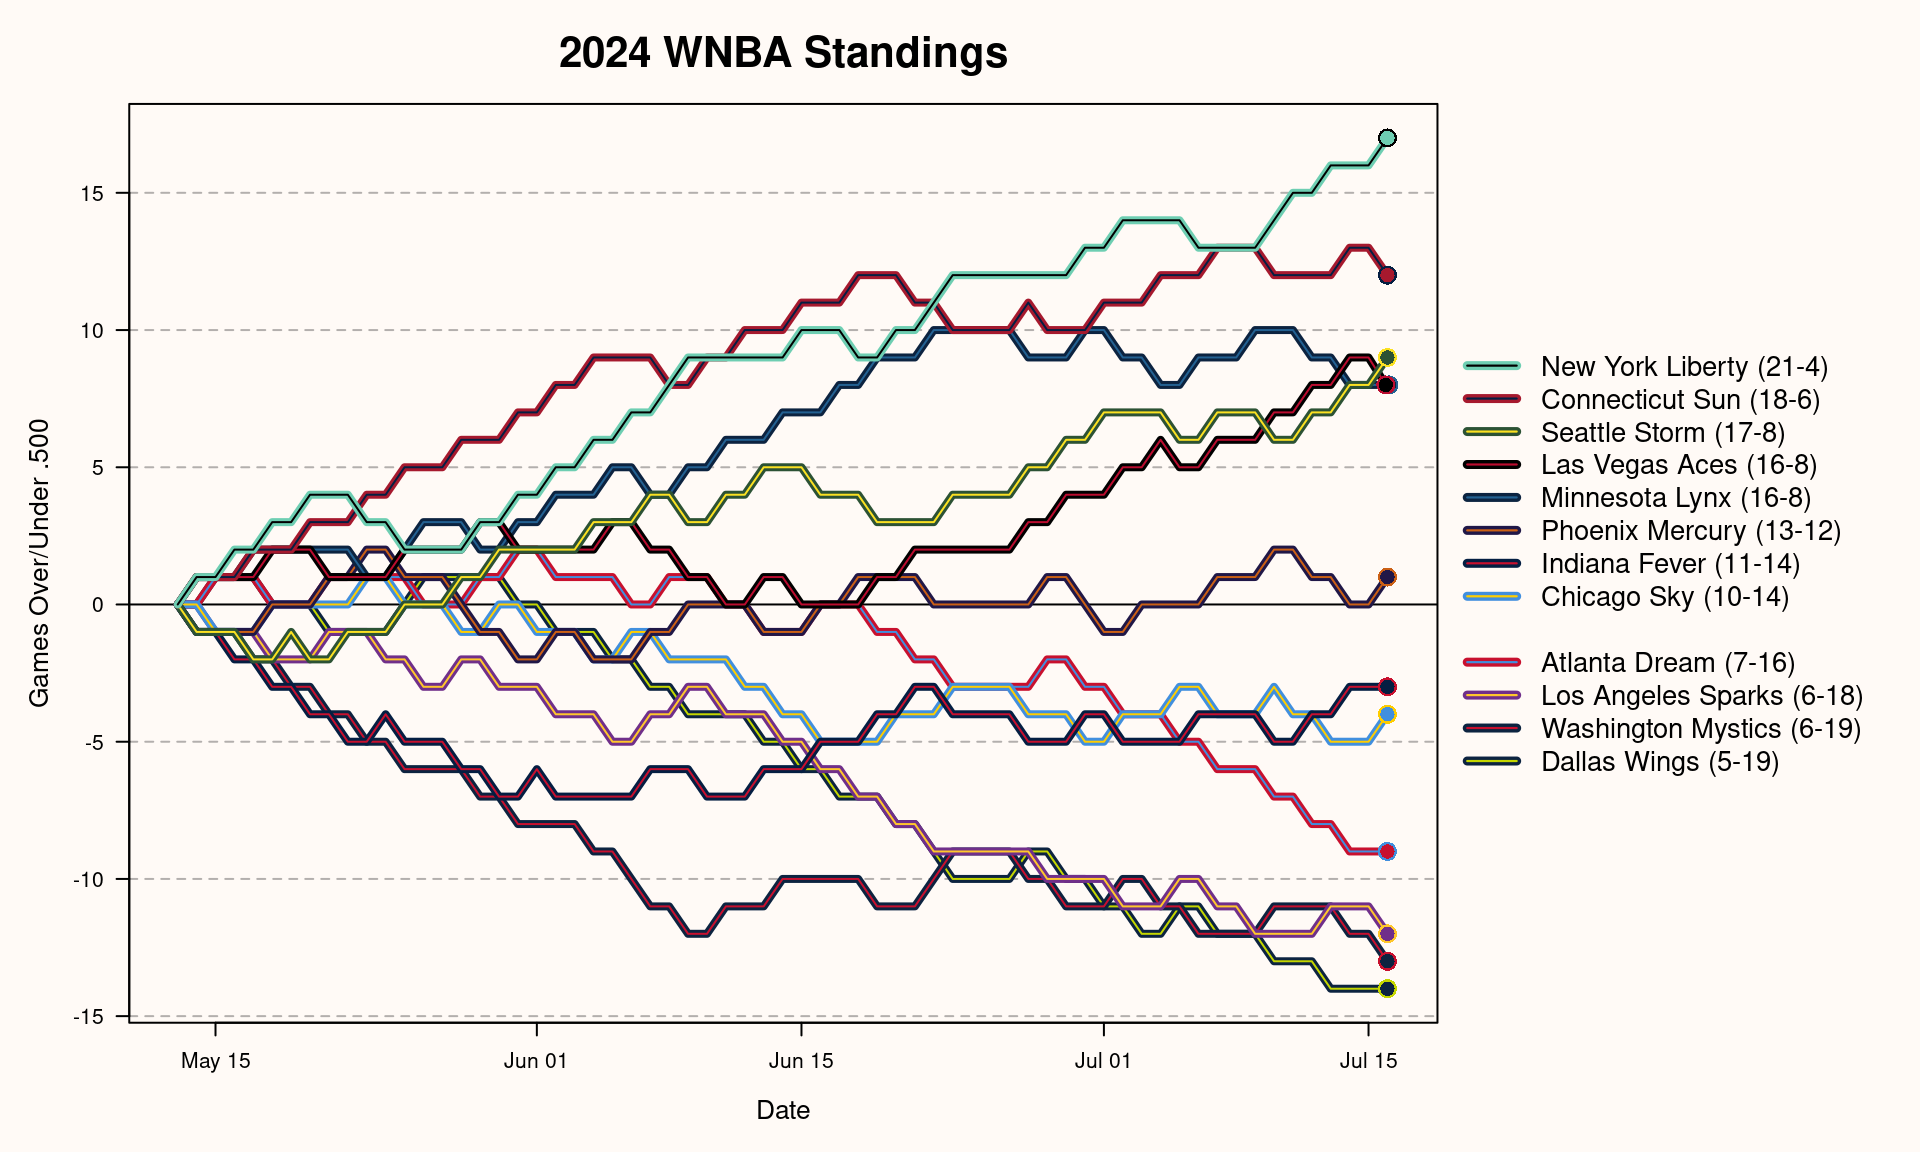 2024 WNBA Standings
Games Over/Under .500
15
10
5
0
-5
-10
-15
May 15
Jun 01
Jun 15
Jul 01
Jul 15
Date
New York Liberty (21-4)
Connecticut Sun (18-6)
Seattle Storm (17-8)
Las Vegas Aces (16-8)
Minnesota Lynx (16-8)
Phoenix Mercury (13-12)
Indiana Fever (11-14)
Chicago Sky (10-14)
Atlanta Dream (7-16)
Los Angeles Sparks (6-18)
Washington Mystics (6-19)
Dallas Wings (5-19)